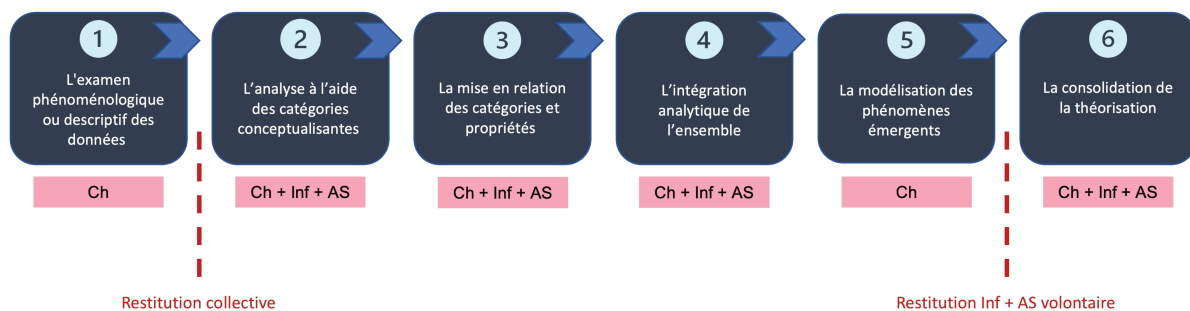 1
L'examen
phénoménologique
ou descriptif des
données
2
L’analyse à l’aide
des catégories
conceptualisantes
3
La mise en relation
des catégories et
propriétés
4
L’intégration
analytique de
l’ensemble
5
La modélisation des
phénomènes
émergents
6
La consolidation de
la théorisation
Ch
Ch + Inf + AS
Ch + Inf + AS
Ch + Inf + AS
Ch
Ch + Inf + AS
Restitution collective
Restitution Inf + AS volontaire